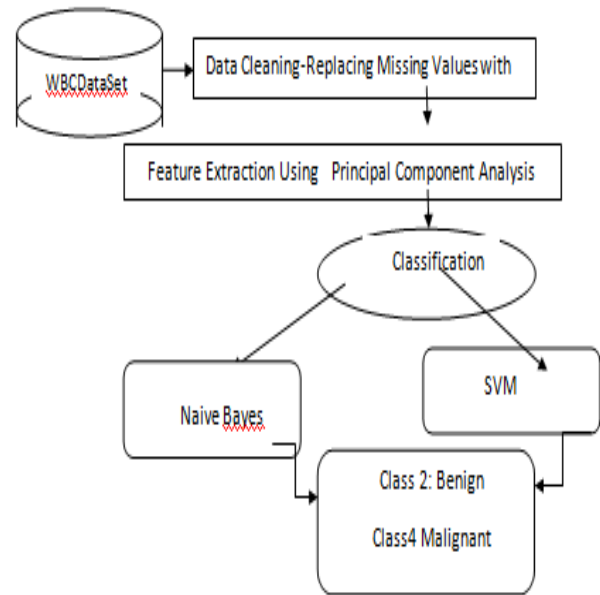 WBCDataSet
Data Cleaning-Replacing Missing Values with
Feature Extraction Using Principal Component Analysis
Classification
Naive Bayes
SVM
Class 2: Benign
Class4 Malignant